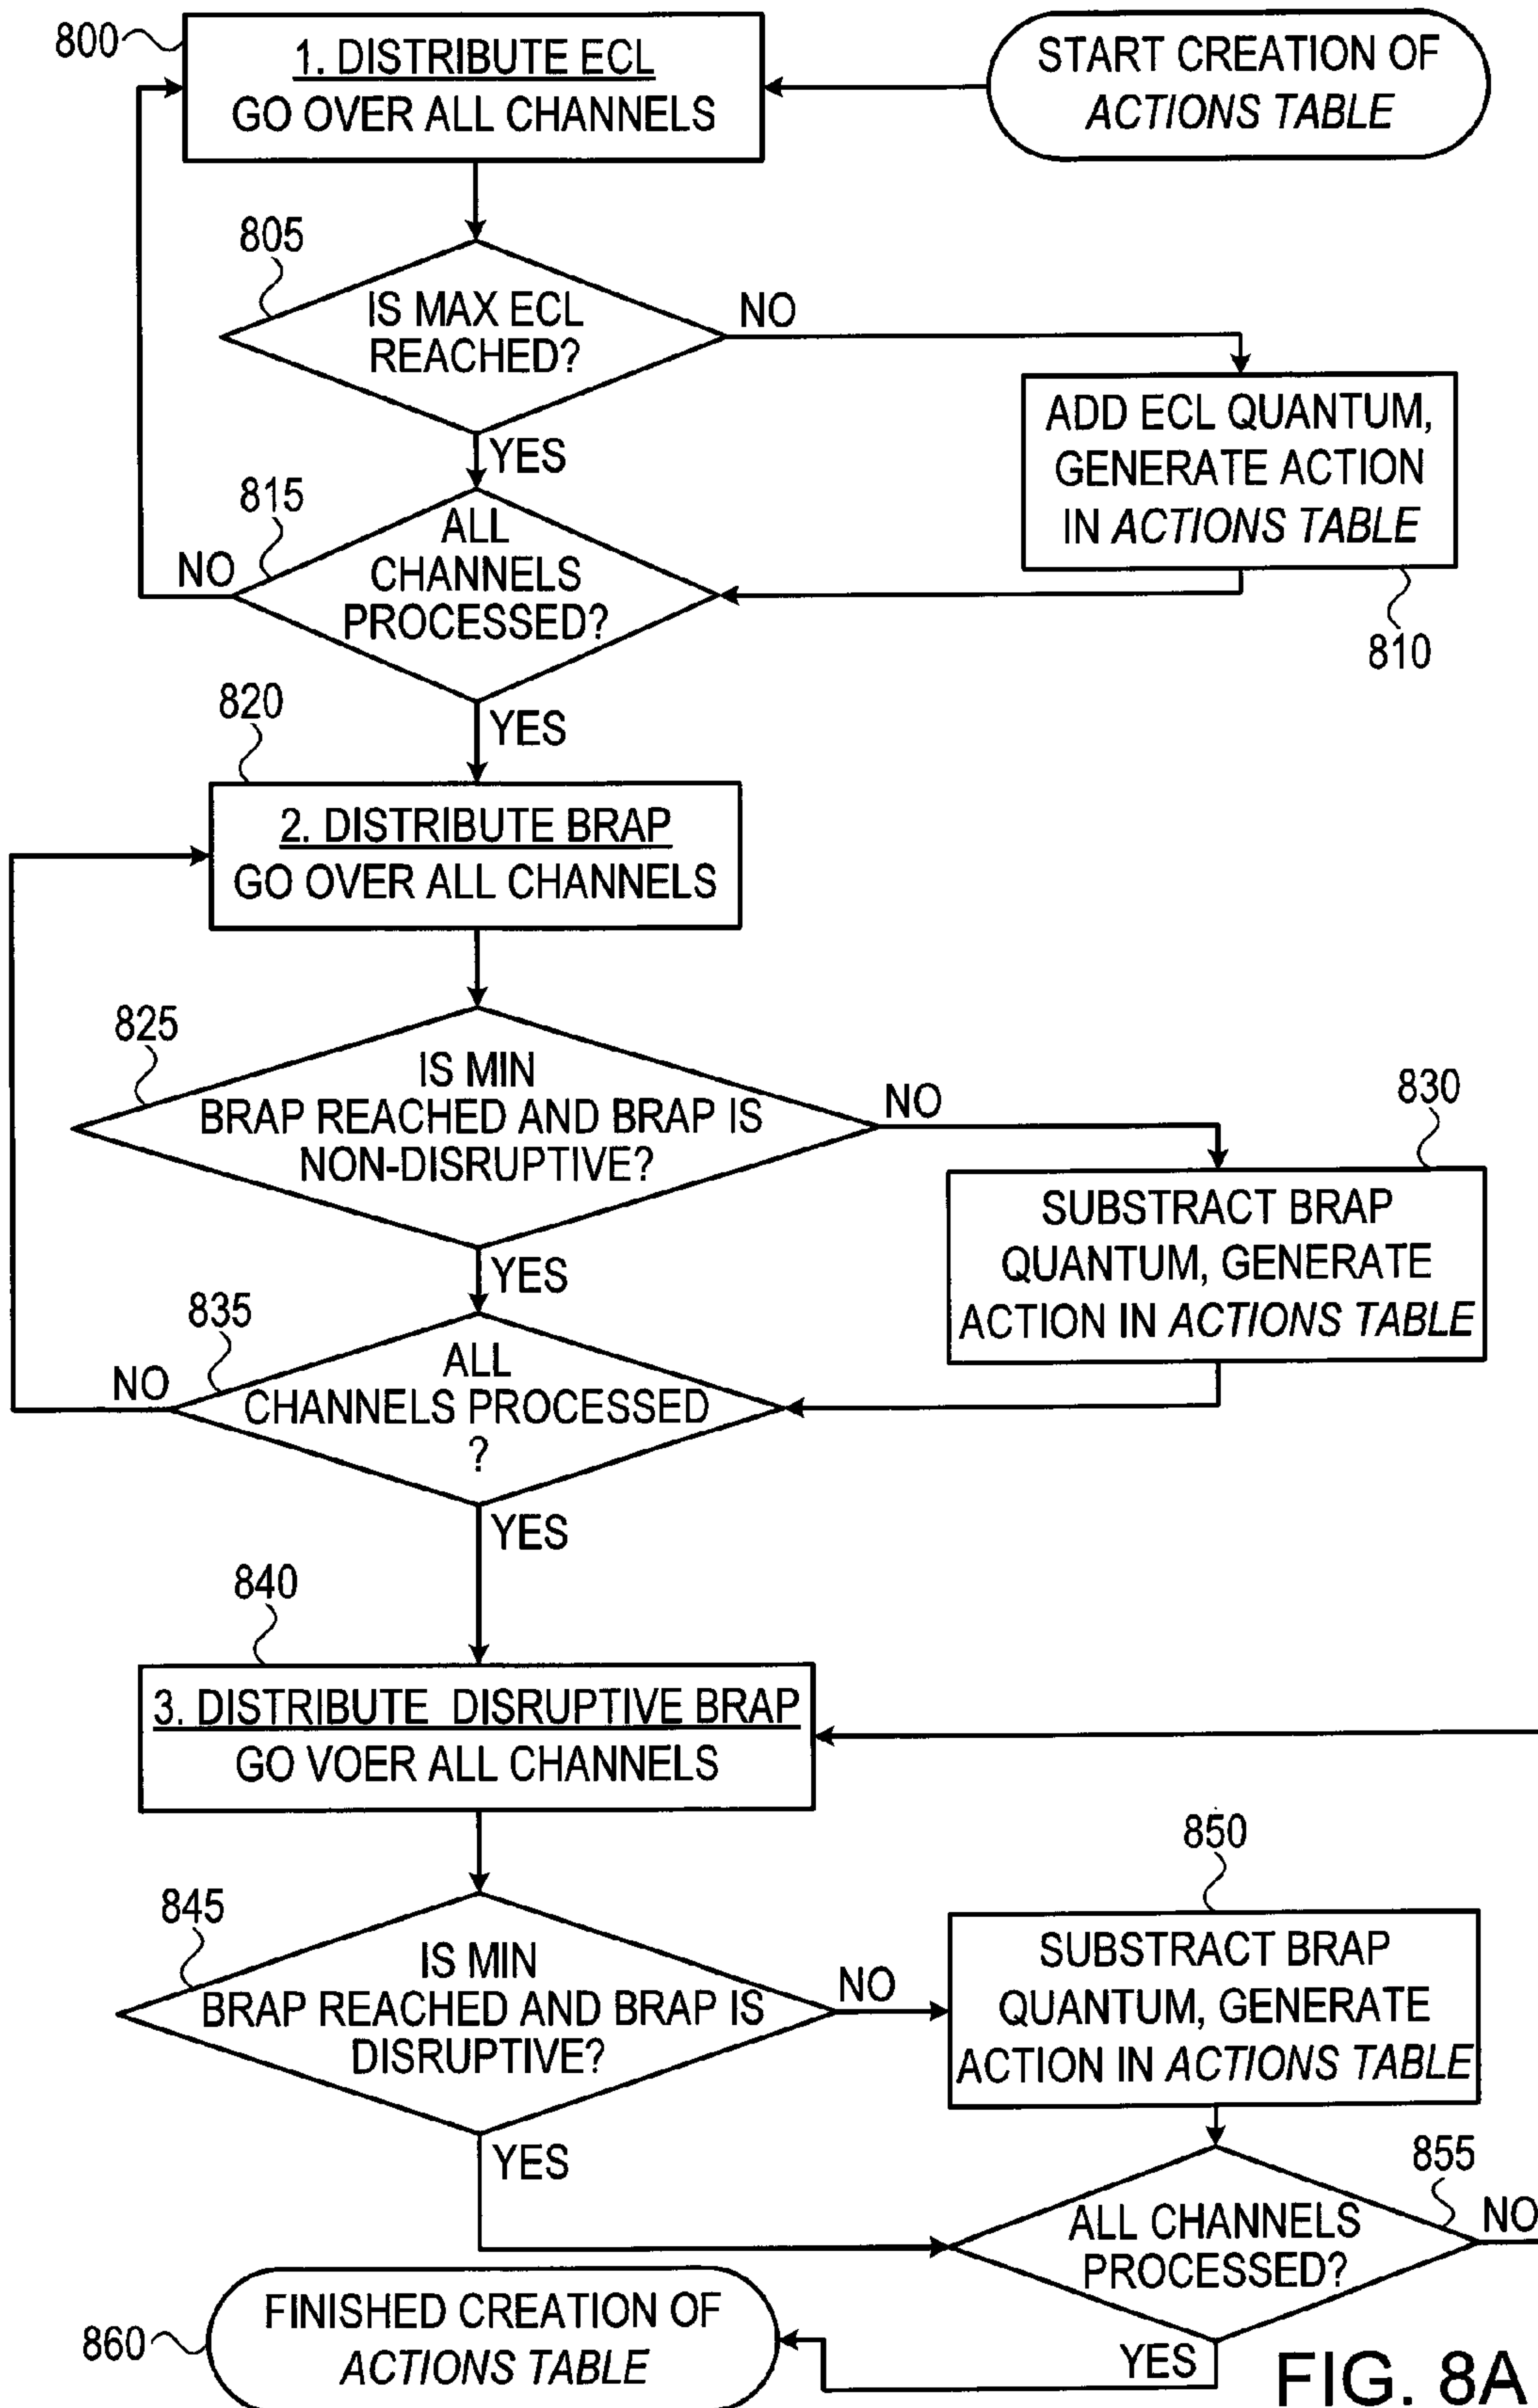 800
1. DISTRIBUTE ECL
GO OVER ALL CHANNELS
START CREATION OF
ACTIONS TABLE
805
IS MAX ECL
REACHED?
NO
YES
ADD ECL QUANTUM,
GENERATE ACTION
IN ACTIONS TABLE
810
815
ALL
CHANNELS
PROCESSED?
NO
YES
820
2. DISTRIBUTE BRAP
GO OVER ALL CHANNELS
825
IS MIN
BRAP REACHED AND BRAP IS
NON-DISRUPTIVE?
NO
YES
830
SUBSTRACT BRAP
QUANTUM, GENERATE
ACTION IN ACTIONS TABLE
835
ALL
CHANNELS PROCESSED
?
NO
YES
840
3. DISTRIBUTE DISRUPTIVE BRAP
GO VOER ALL CHANNELS
845
IS MIN
BRAP REACHED AND BRAP IS
DISRUPTIVE?
NO
YES
850
SUBSTRACT BRAP
QUANTUM, GENERATE
ACTION IN ACTIONS TABLE
855
ALL CHANNELS
PROCESSED?
NO
YES
860
FINISHED CREATION OF
ACTIONS TABLE
FIG. 8A